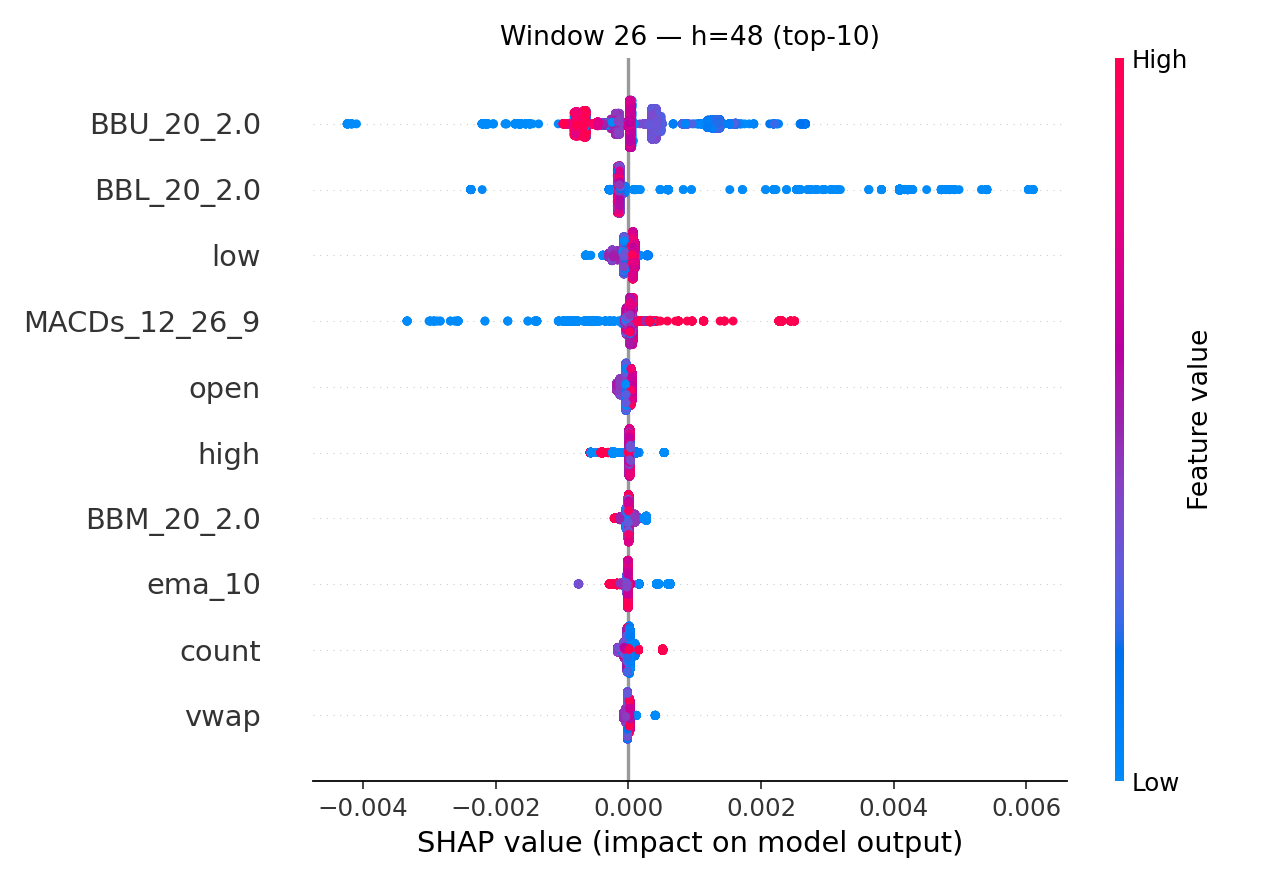 Window 26 — h=48 (top-10)
High
BBU_20_2.0
BBL_20_2.0
low
MACDs_12_26_9
open
high
BBM_20_2.0
ema_10
count
vwap
Feature value
Low
−0.004 −0.002 0.000 0.002 0.004 0.006
SHAP value (impact on model output)